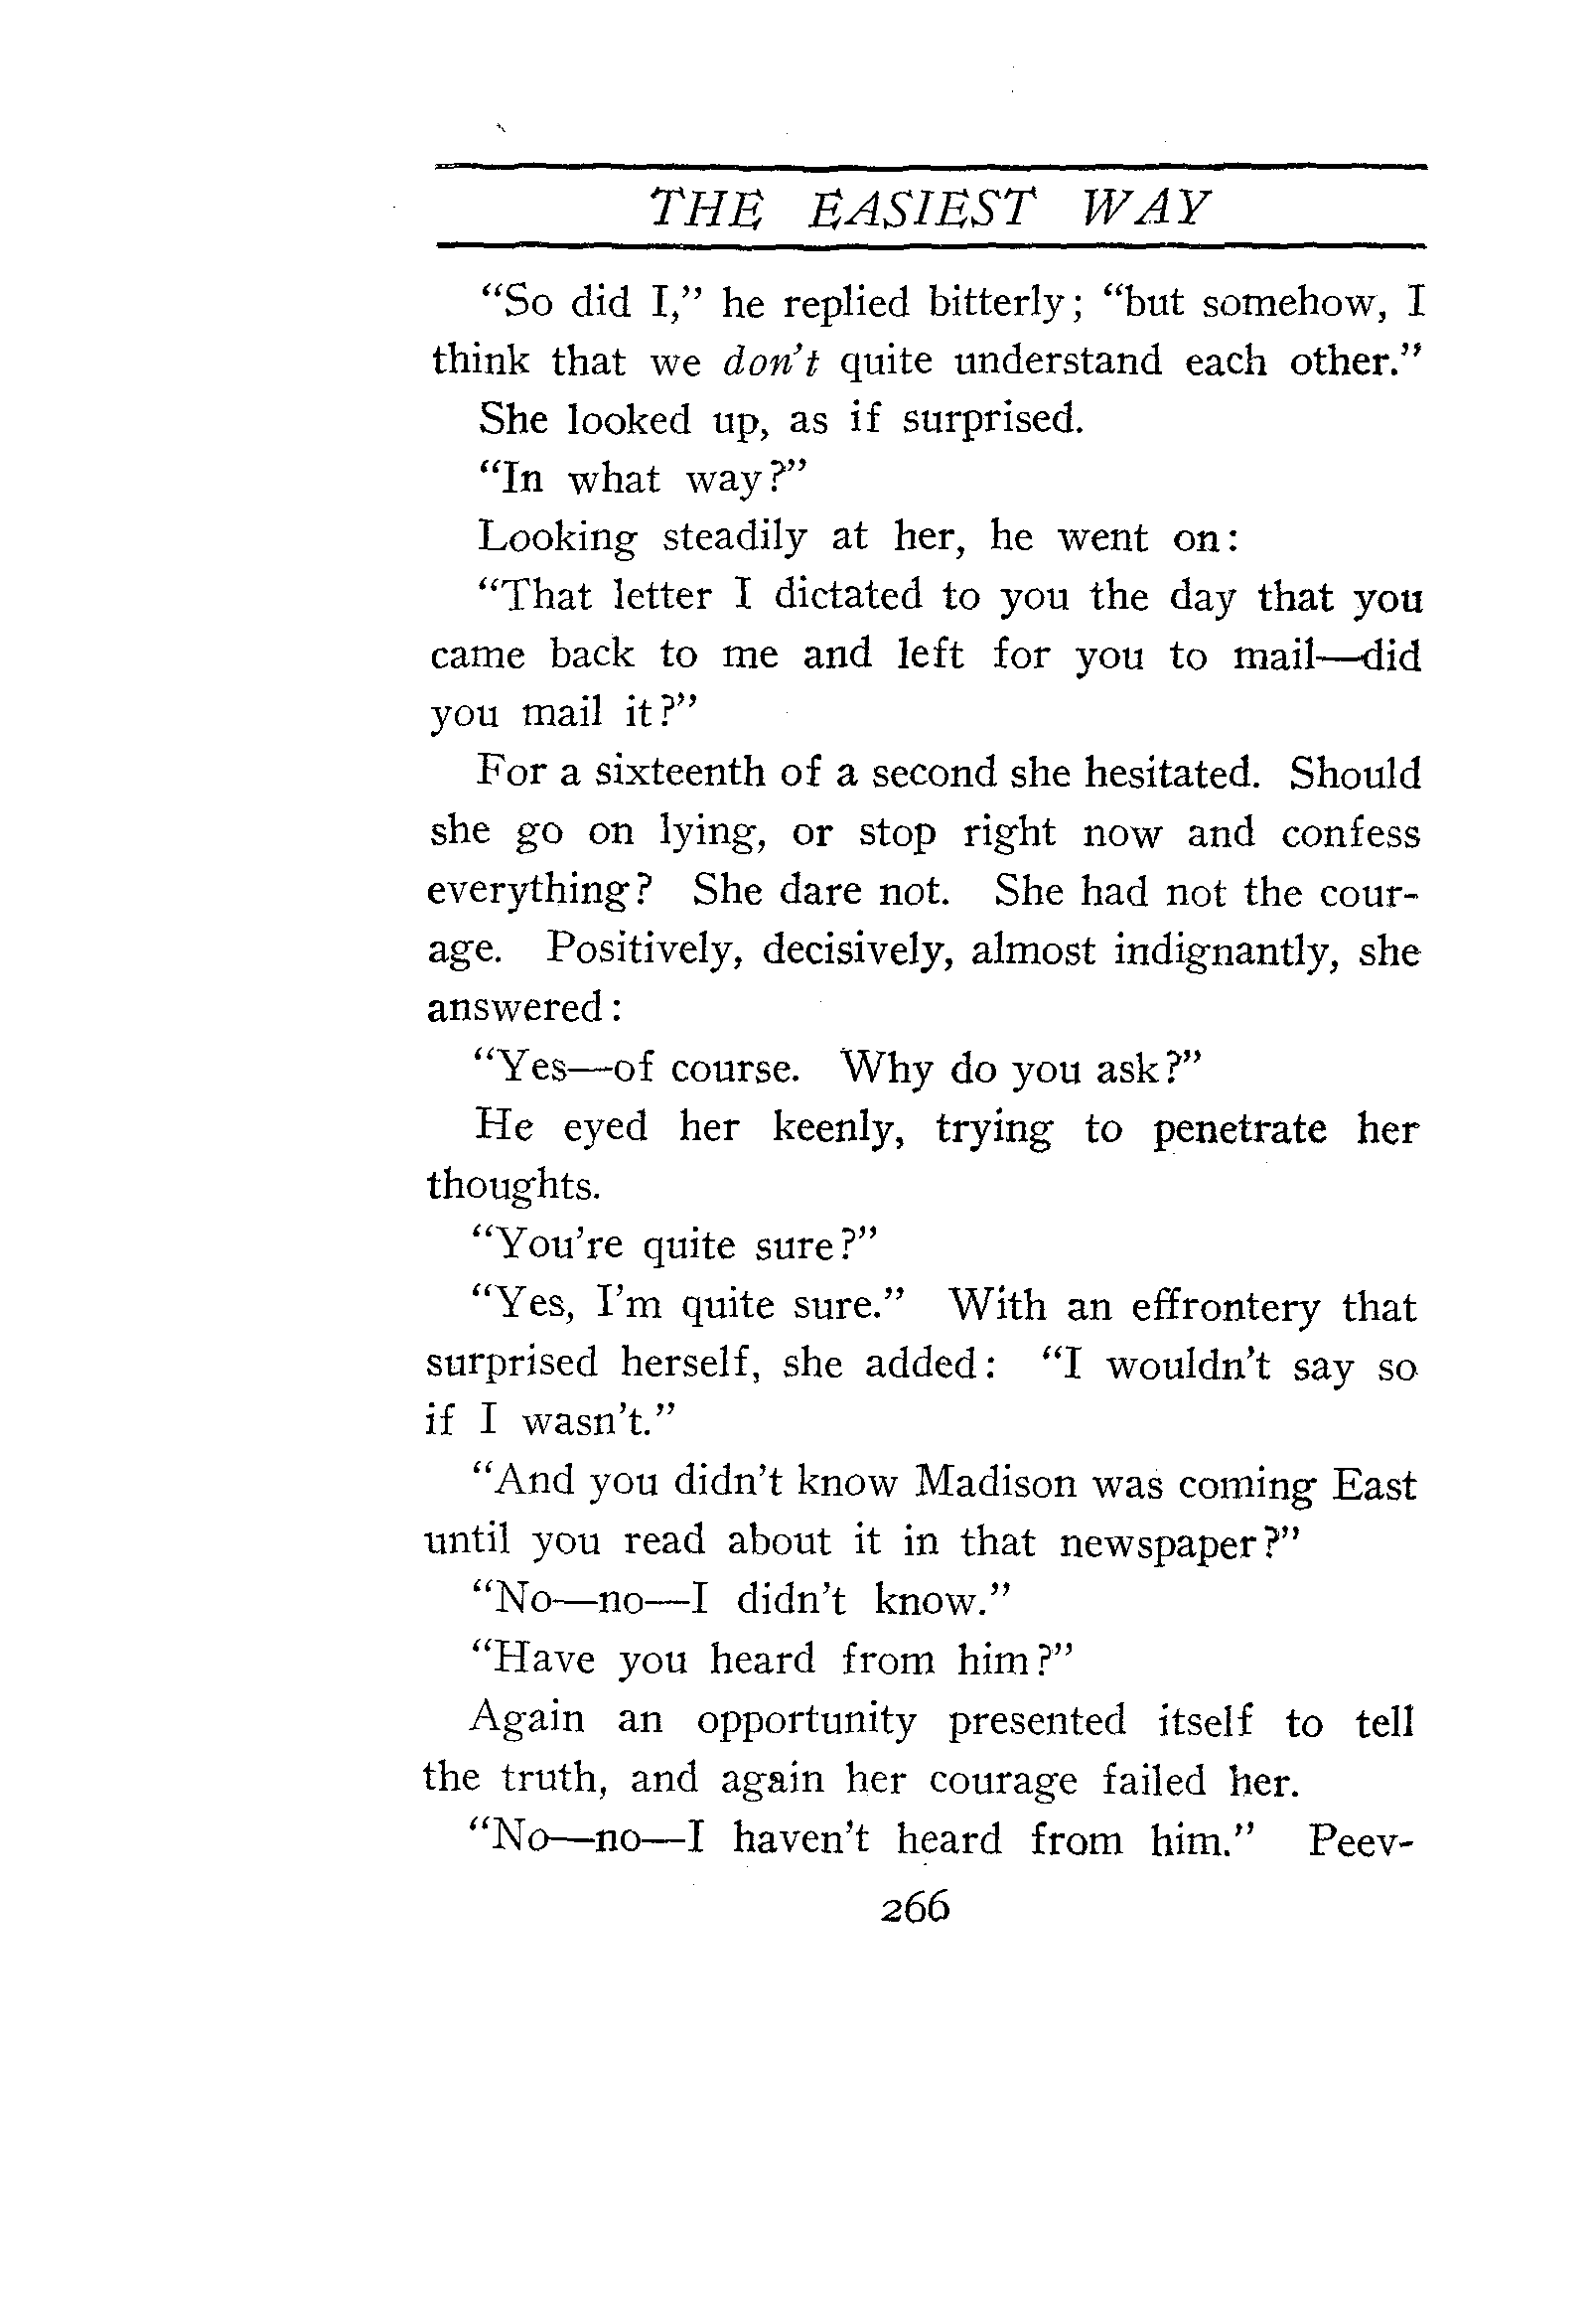 THE EASIEST WAY
“So did I,” he replied bitterly; “but somehow, I
think that we don't quite understand each other.”
She looked up, as if surprised.
“In what way?”
Looking steadily at her, he went on:
“That letter I dictated to you the day that you
came back to me and left for you to mail—did
you mail it?”
For a sixteenth of a second she hesitated. Should
she go on lying, or stop right now and confess
everything? She dare not. She had not the cour-
age. Positively, decisively, almost indignantly, she
answered:
“Yes—of course. Why do you ask?”
He eyed her keenly, trying to penetrate her
thoughts.
“You're quite sure?”
“Yes, I'm quite sure.” With an effrontery that
surprised herself, she added: “I wouldn't say so
if I wasn't.”
“And you didn't know Madison was coming East
until you read about it in that newspaper?”
“No—no—I didn't know.”
“Have you heard from him?”
Again an opportunity presented itself to tell
the truth, and again her courage failed her.
“No—no—I haven't heard from him.” Peev-
266